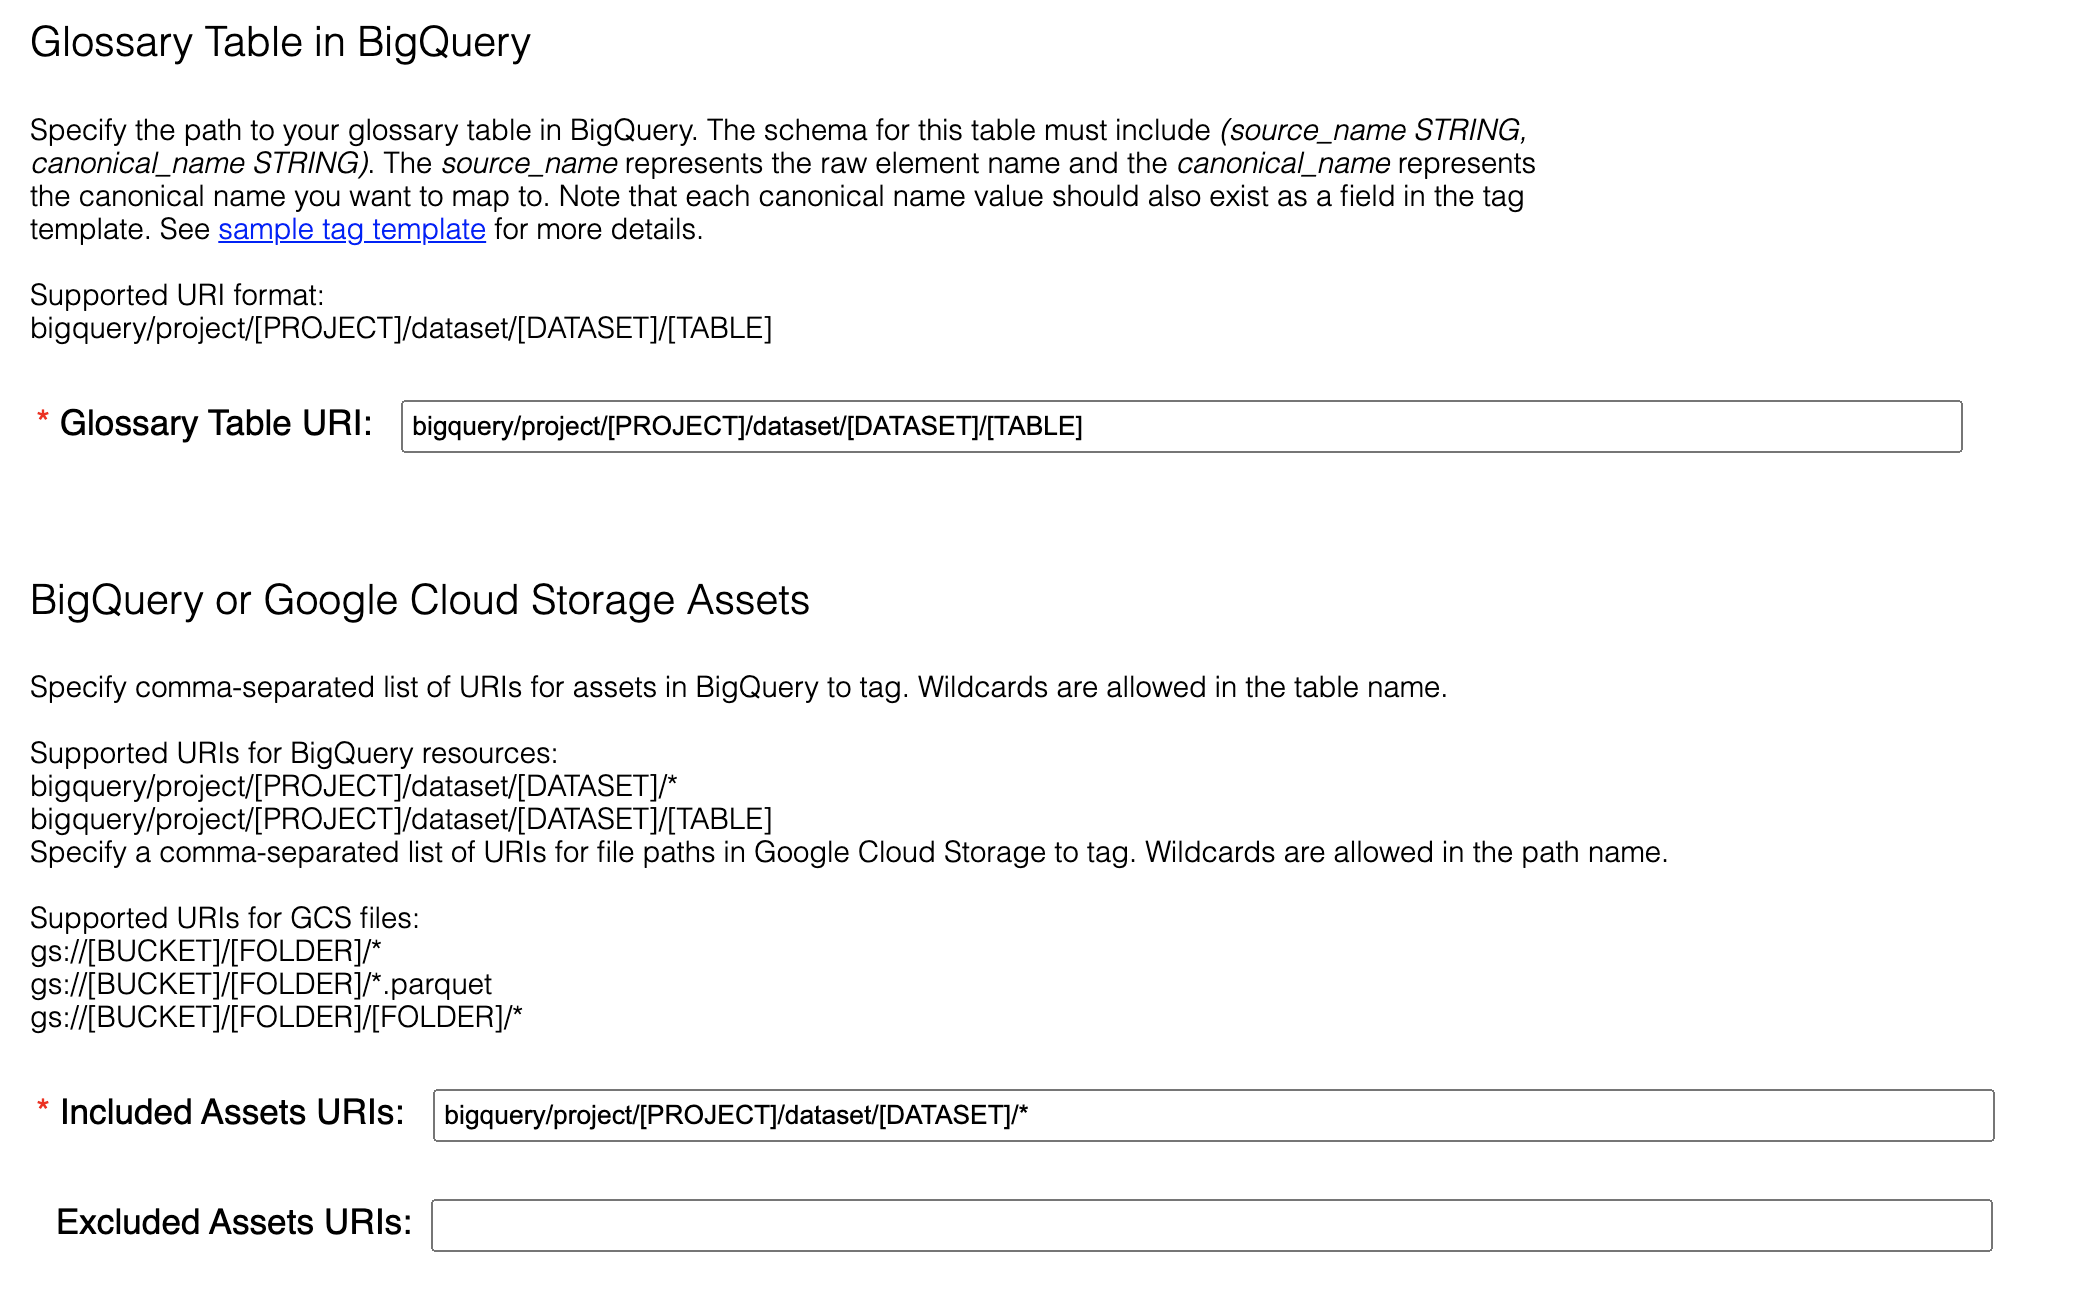 Glossary Table in BigQuery
Specify the path to your glossary table in BigQuery. The schema for this table must include (source_name STRING,
canonical_name STRING). The source_name represents the raw element name and the canonical_name represents
the canonical name you want to map to. Note that each canonical name value should also exist as a field in the tag
template. See sample tag template for more details.
Supported URI format:
bigquery/project/[PROJECT]/dataset/[DATASET]/[TABLE]
* Glossary Table URI: bigquery/project/[PROJECT]/dataset/[DATASET]/[TABLE]
BigQuery or Google Cloud Storage Assets
Specify comma-separated list of URIs for assets in BigQuery to tag. Wildcards are allowed in the table name.
Supported URIs for BigQuery resources:
bigquery/project/[PROJECT]/dataset/[DATASET]/*
bigquery/project/[PROJECT]/dataset/[DATASET]/[TABLE]
Specify a comma-separated list of URIs for file paths in Google Cloud Storage to tag. Wildcards are allowed in the path name.
Supported URIs for GCS files:
gs://[BUCKET]/[FOLDER]/*
gs://[BUCKET]/[FOLDER]/*.parquet
gs://[BUCKET]/[FOLDER]/[FOLDER]/*
* Included Assets URIs: bigquery/project/[PROJECT]/dataset/[DATASET]/*
Excluded Assets URIs: